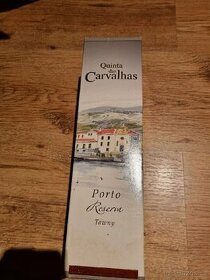 Quinta
das
Carvalhas
Porto
Reserva
Tawny